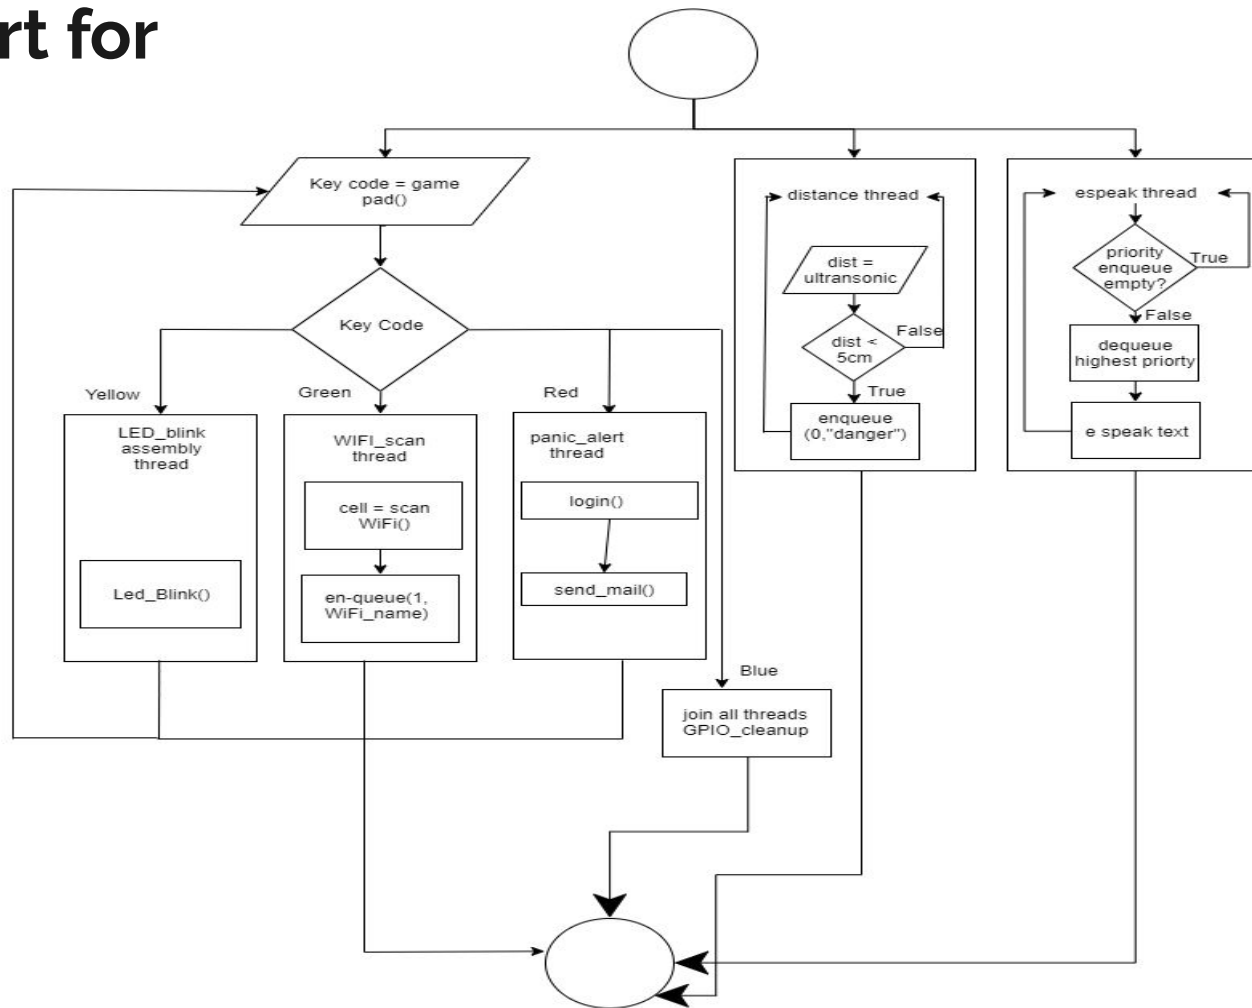 rt for
Key code = game
pad()
Key Code
Yellow
Green
Red
Blue
LED_blink
assembly
thread
Led_Blink()
WIFI_scan
thread
cell = scan
WiFi()
en-queue(1,
WiFi_name)
panic_alert
thread
login()
send_mail()
join all threads
GPIO_cleanup
distance thread
dist =
ultrasonic
dist <
5cm
False
True
enqueue
(0,"danger")
espeak thread
priority
enqueue
empty?
True
False
dequeue
highest priorty
e speak text